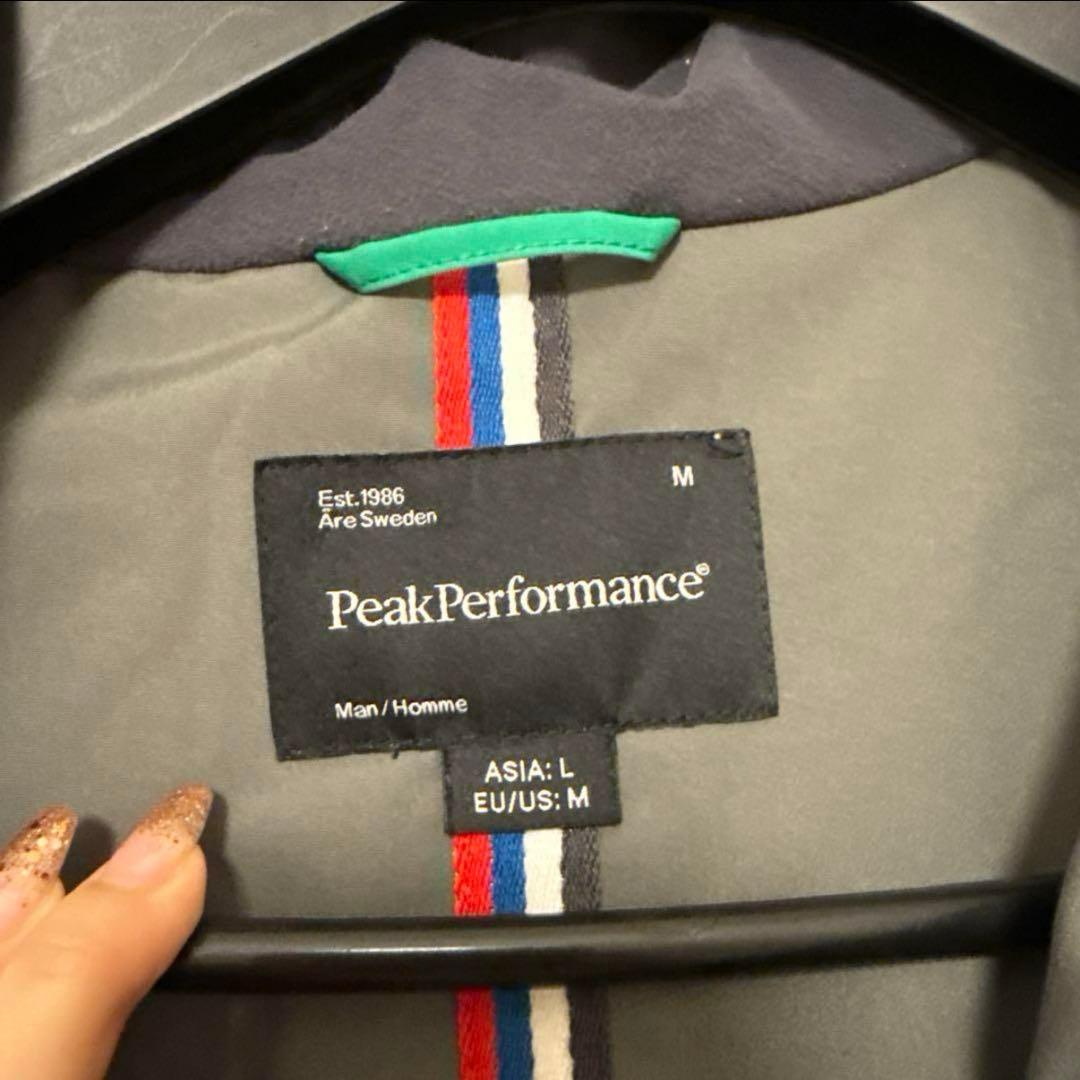 Est.1986
Åre Sweden
M
PeakPerformance®
Man / Homme
ASIA: L
EU/US: M